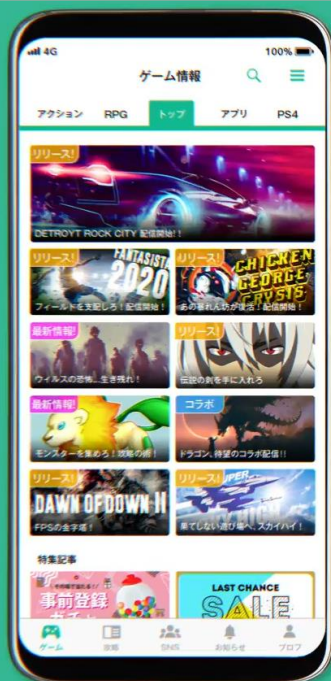 4G 100%
ゲーム情報
アクション RPG トップ アプリ PS4
リリース!
DETROYT ROCK CITY 配信開始！！
リリース! リリース!
FANTASISTA
2020
CHICKEN
GEORGE
CRYSIS
フィールドを支配しろ！配信開始！
あの暴れん坊が復活！配信開始！
最新情報! リリース!
ウィルスの恐怖…生き残れ！
伝説の剣を手に入れろ
最新情報! コラボ
モンスターを集めろ！攻略の術！
ドラゴン、待望のコラボ配信！！
リリース! リリース!
DAWN OF DOWN II
SUPER
FPSの金字塔！
果てしない遊び場へ、スカイハイ！
特集記事
事前登録
LAST CHANCE
SALE
ゲーム 攻略 SNS お知らせ プロフ